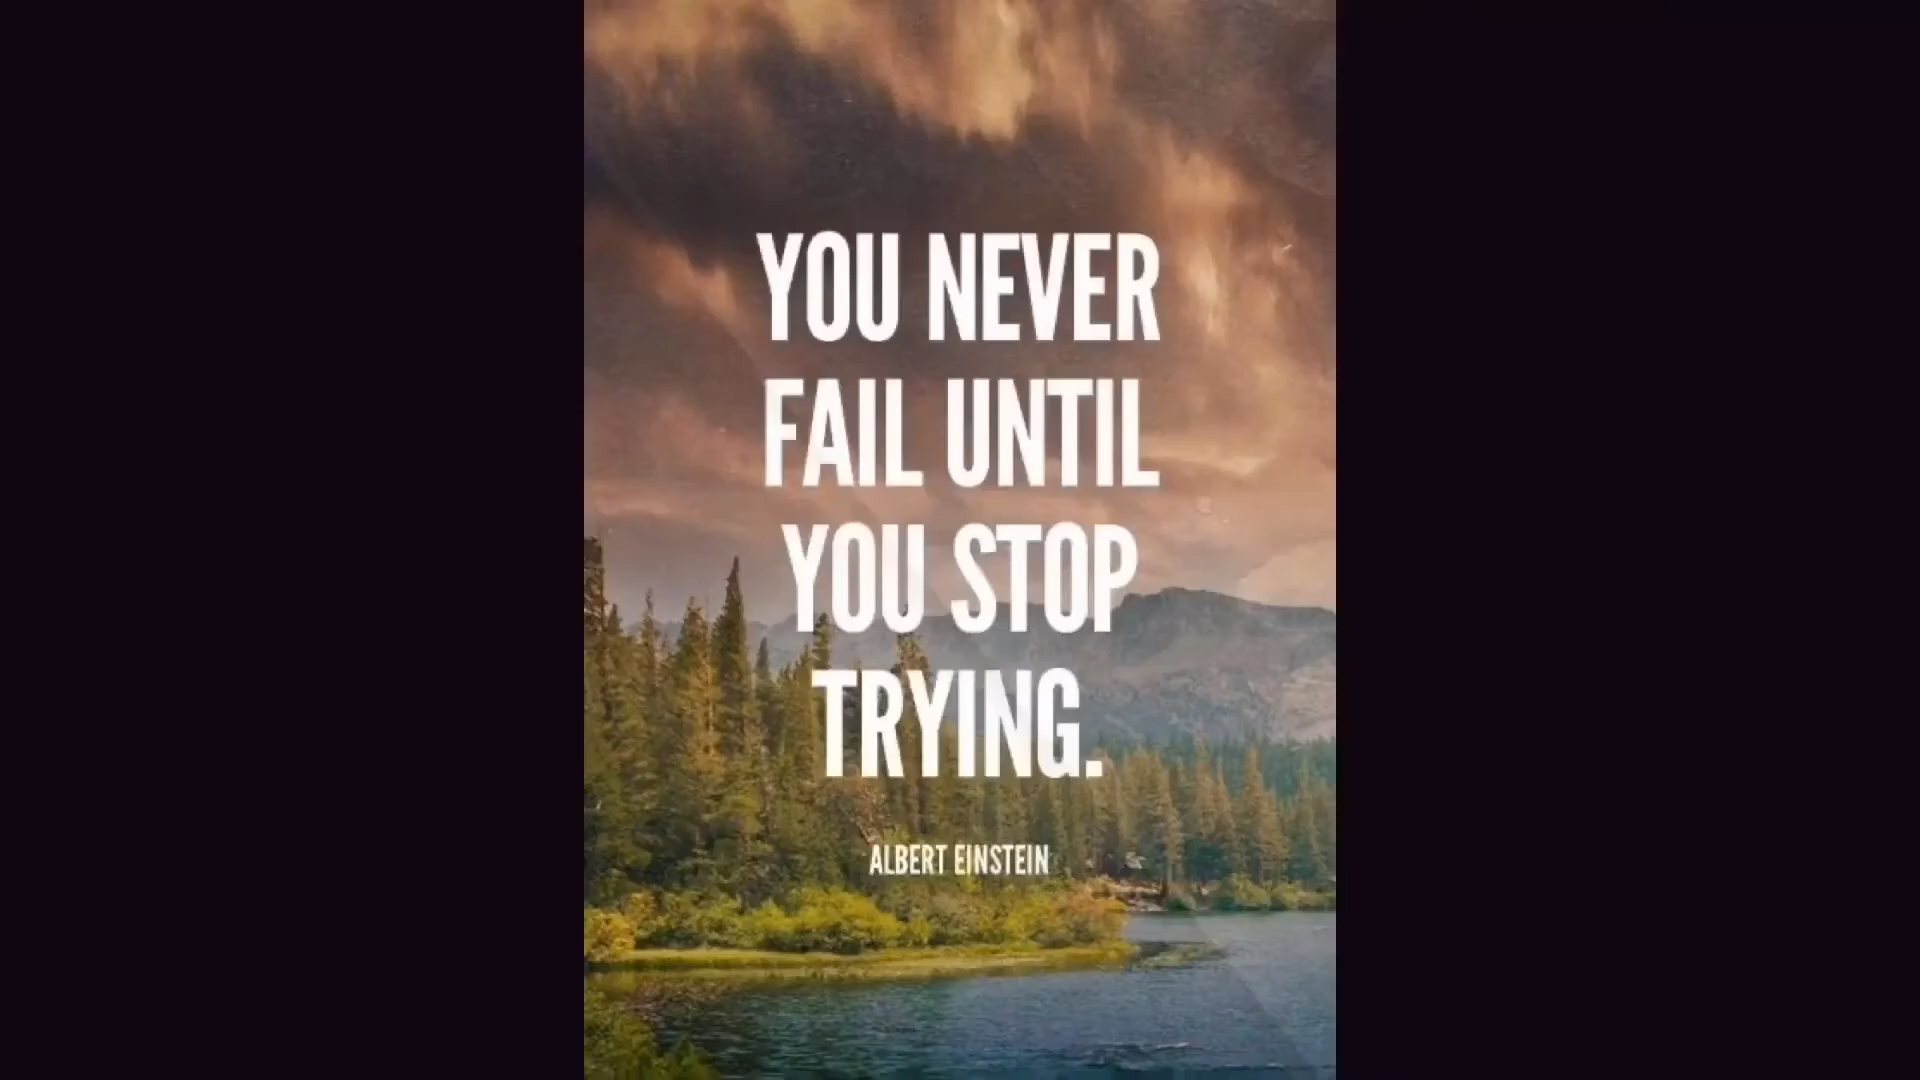 YOU NEVER
FAIL UNTIL
YOU STOP
TRYING.
ALBERT EINSTEIN